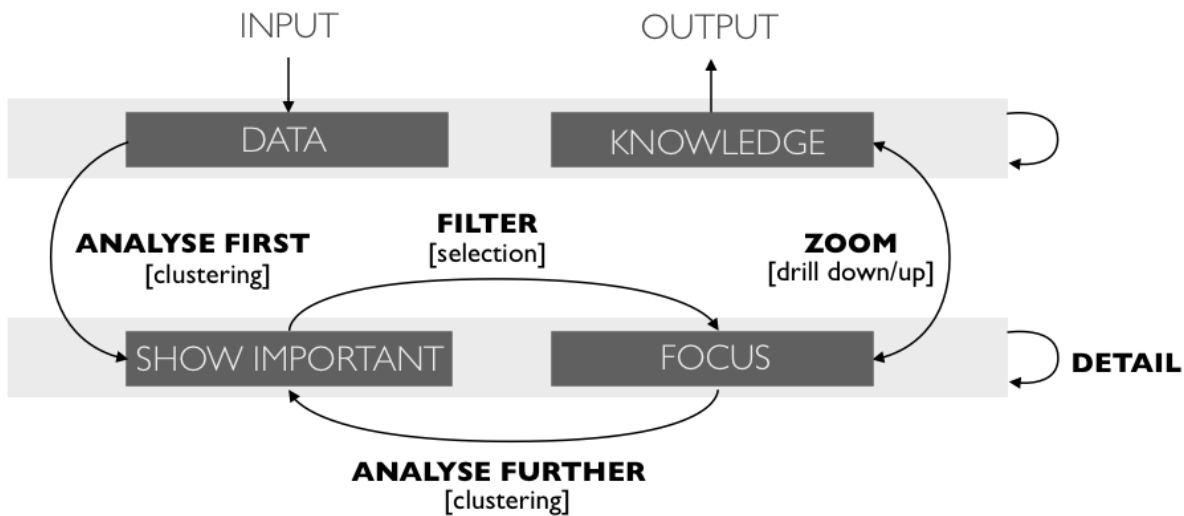 INPUT
OUTPUT
DATA
KNOWLEDGE
ANALYSE FIRST
[clustering]
FILTER
[selection]
ZOOM
[drill down/up]
SHOW IMPORTANT
FOCUS
DETAIL
ANALYSE FURTHER
[clustering]